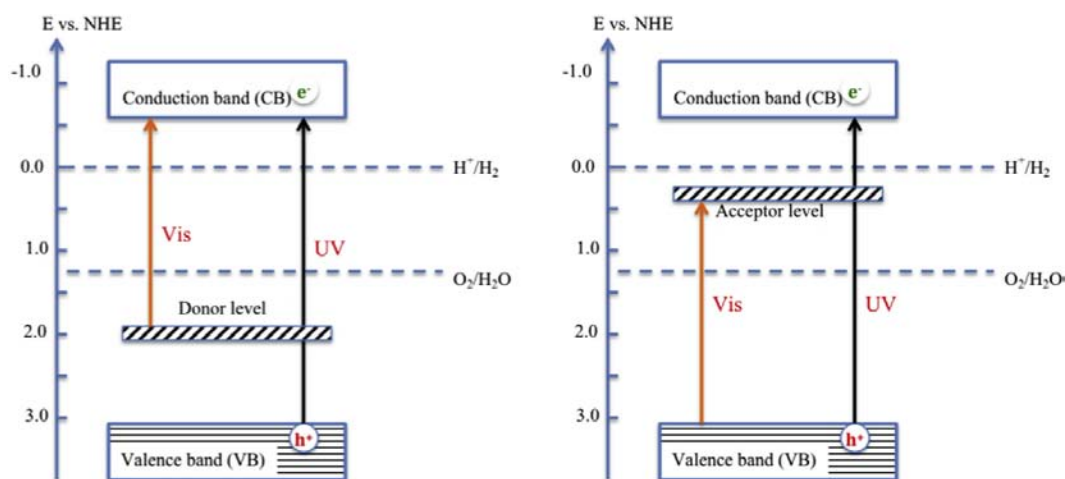 E vs. NHE
-1.0
Conduction band (CB)
e⁻
0.0
H⁺/H₂
Vis
UV
1.0
O₂/H₂O
Donor level
2.0
3.0
h⁺
Valence band (VB)
E vs. NHE
-1.0
Conduction band (CB)
e⁻
0.0
H⁺/H₂
Acceptor level
1.0
O₂/H₂O
Vis
UV
2.0
3.0
h⁺
Valence band (VB)